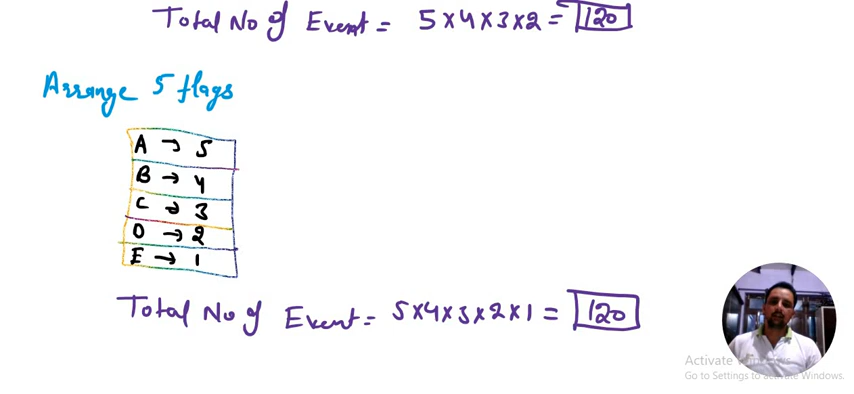 Total No of Event = 5x4x3x2 = 120
Arrange 5 flags
A → 5
B → 4
C → 3
D → 2
E → 1
Total No of Event = 5x4x3x2x1 = 120
Activate Windows
Go to Settings to activate Windows.